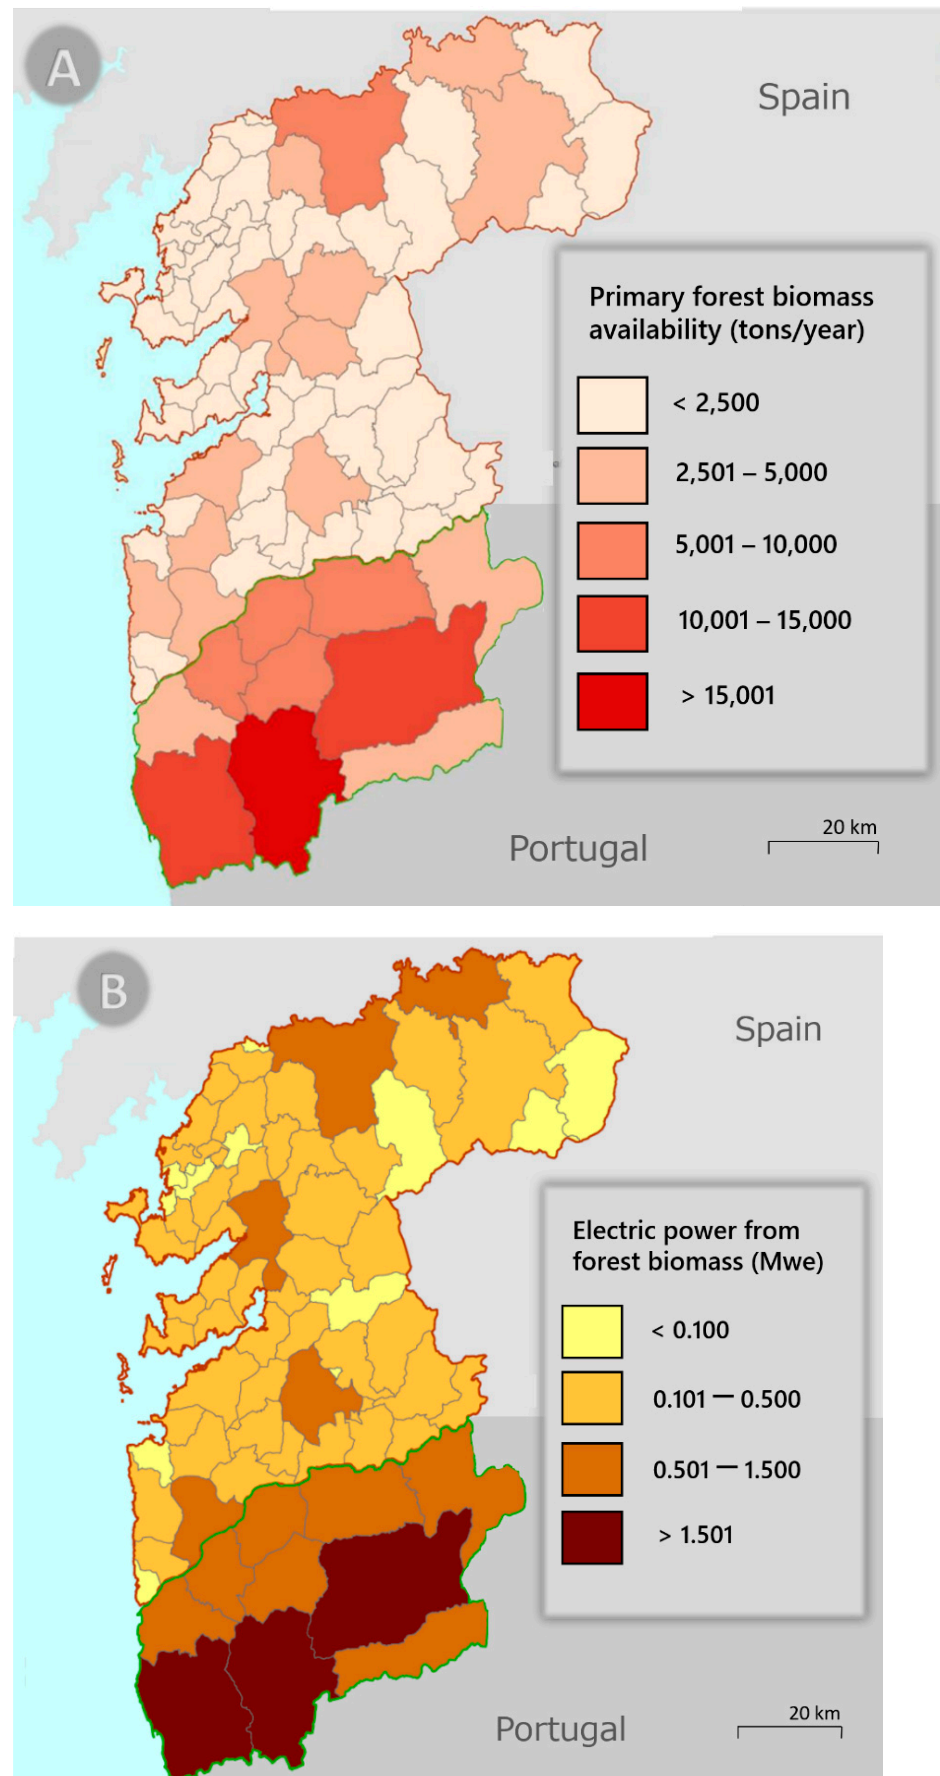 A
Spain
Primary forest biomass
availability (tons/year)
< 2,500
2,501 – 5,000
5,001 – 10,000
10,001 – 15,000
> 15,001
20 km
Portugal
B
Spain
Electric power from
forest biomass (Mwe)
< 0.100
0.101 — 0.500
0.501 — 1.500
> 1.501
20 km
Portugal